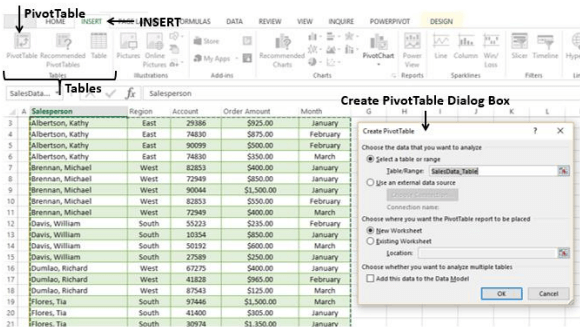 PivotTable
HOME INSERT PAGE LAYOUT FORMULAS DATA REVIEW VIEW INQUIRE POWERPIVOT DESIGN
INSERT
PivotTable Recommended PivotTables Table Pictures Online Pictures Store My Apps Recommended Charts PivotChart Power View Line Column Win/Loss Slicer Timeline
Tables Illustrations Add-ins Charts Reports Sparklines Filters
Tables
SalesData... fx Salesperson
Create PivotTable Dialog Box
A Salesperson Region Account Order Amount Month
3 Albertson, Kathy East 29386 $925.00 January
4 Albertson, Kathy East 74830 $875.00 February
5 Albertson, Kathy East 90099 $500.00 February
6 Albertson, Kathy East 74830 $350.00 March
7 Brennan, Michael West 82853 $400.00 January
8 Brennan, Michael West 72949 $850.00 January
9 Brennan, Michael West 90044 $1,500.00 January
10 Brennan, Michael West 82853 $550.00 February
11 Brennan, Michael West 72949 $400.00 March
12 Davis, William South 55223 $235.00 February
13 Davis, William South 10354 $850.00 January
14 Davis, William South 50192 $600.00 March
15 Davis, William South 27589 $250.00 January
16 Dumlao, Richard West 67275 $400.00 January
17 Dumlao, Richard West 41828 $965.00 February
18 Dumlao, Richard West 87543 $125.00 March
19 Flores, Tia South 97446 $1,500.00 March
20 Flores, Tia South 41400 $305.00 January
21 Flores, Tia South 30974 $1,350.00 January
G H I J K L
Create PivotTable ? X
Choose the data that you want to analyze
Select a table or range
Table/Range: SalesData_Table
Use an external data source
Choose Connection...
Connection name:
Choose where you want the PivotTable report to be placed
New Worksheet
Existing Worksheet
Location:
Choose whether you want to analyze multiple tables
Add this data to the Data Model
OK Cancel